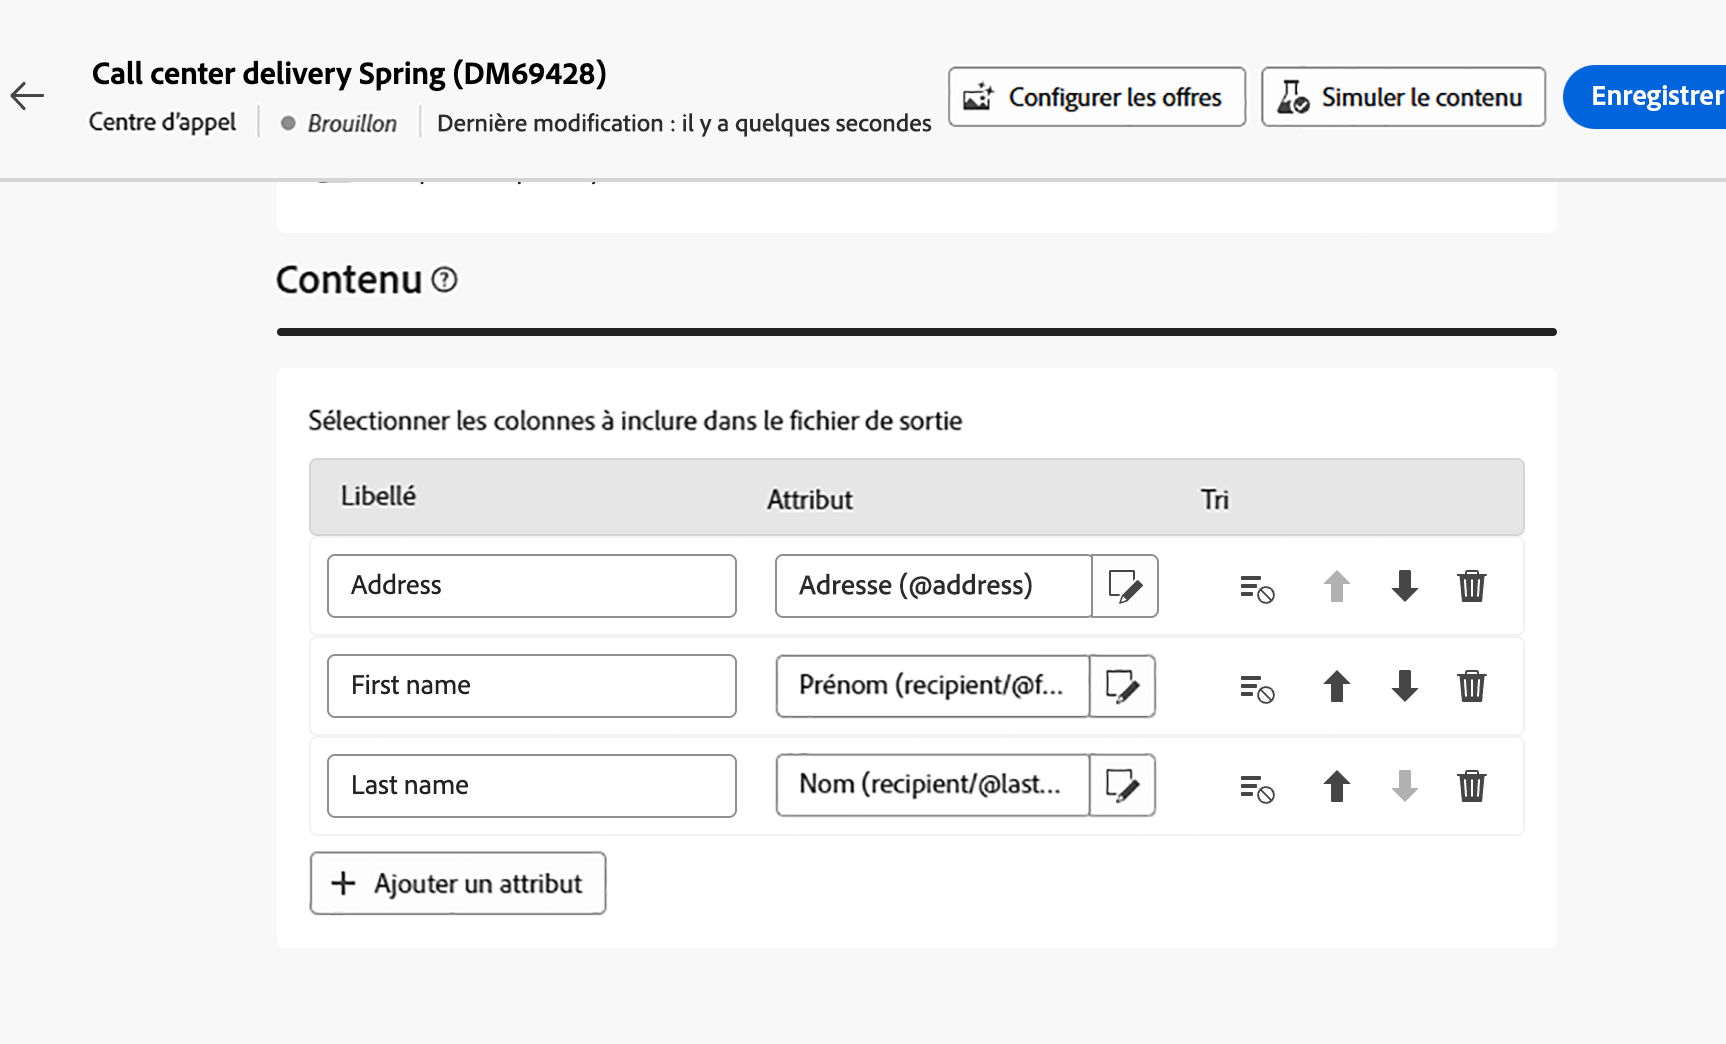 Call center delivery Spring (DM69428)
Centre d'appel
Brouillon
Dernière modification : il y a quelques secondes
Configurer les offres
Simuler le contenu
Enregistrer
Contenu
Sélectionner les colonnes à inclure dans le fichier de sortie
Libellé Attribut Tri
Address Adresse (@address)
First name Prénom (recipient/@f...
Last name Nom (recipient/@last...
Ajouter un attribut